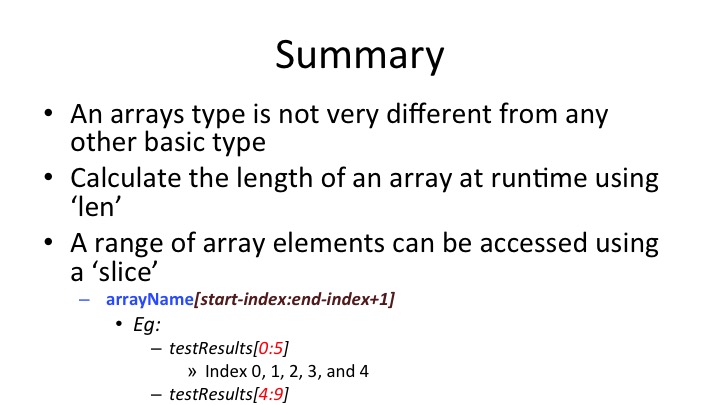 Summary
• An arrays type is not very different from any
other basic type
• Calculate the length of an array at runtime using
‘len’
• A range of array elements can be accessed using
a ‘slice’
– arrayName[start-index:end-index+1]
• Eg:
– testResults[0:5]
» Index 0, 1, 2, 3, and 4
– testResults[4:9]